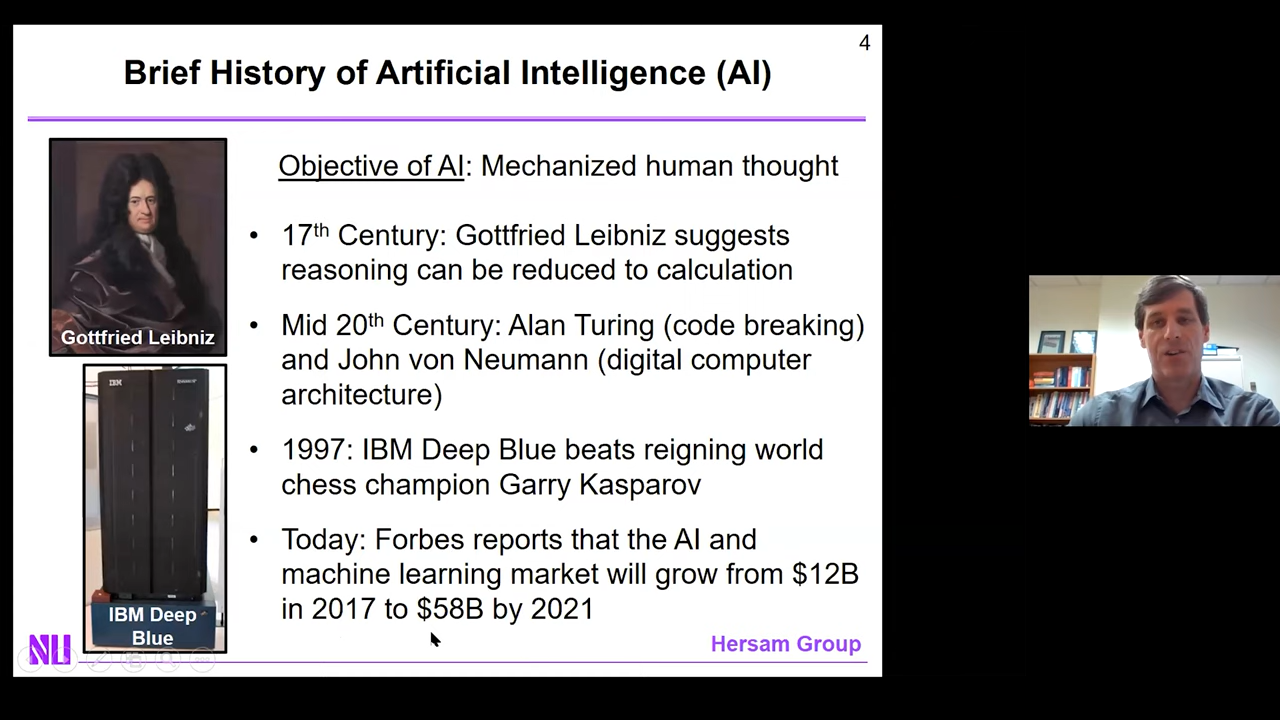 4
Brief History of Artificial Intelligence (AI)
Objective of AI: Mechanized human thought
• 17th Century: Gottfried Leibniz suggests
reasoning can be reduced to calculation
• Mid 20th Century: Alan Turing (code breaking)
and John von Neumann (digital computer
architecture)
• 1997: IBM Deep Blue beats reigning world
chess champion Garry Kasparov
• Today: Forbes reports that the AI and
machine learning market will grow from $12B
in 2017 to $58B by 2021
Gottfried Leibniz
IBM
IBM Deep
Blue
NU
Hersam Group